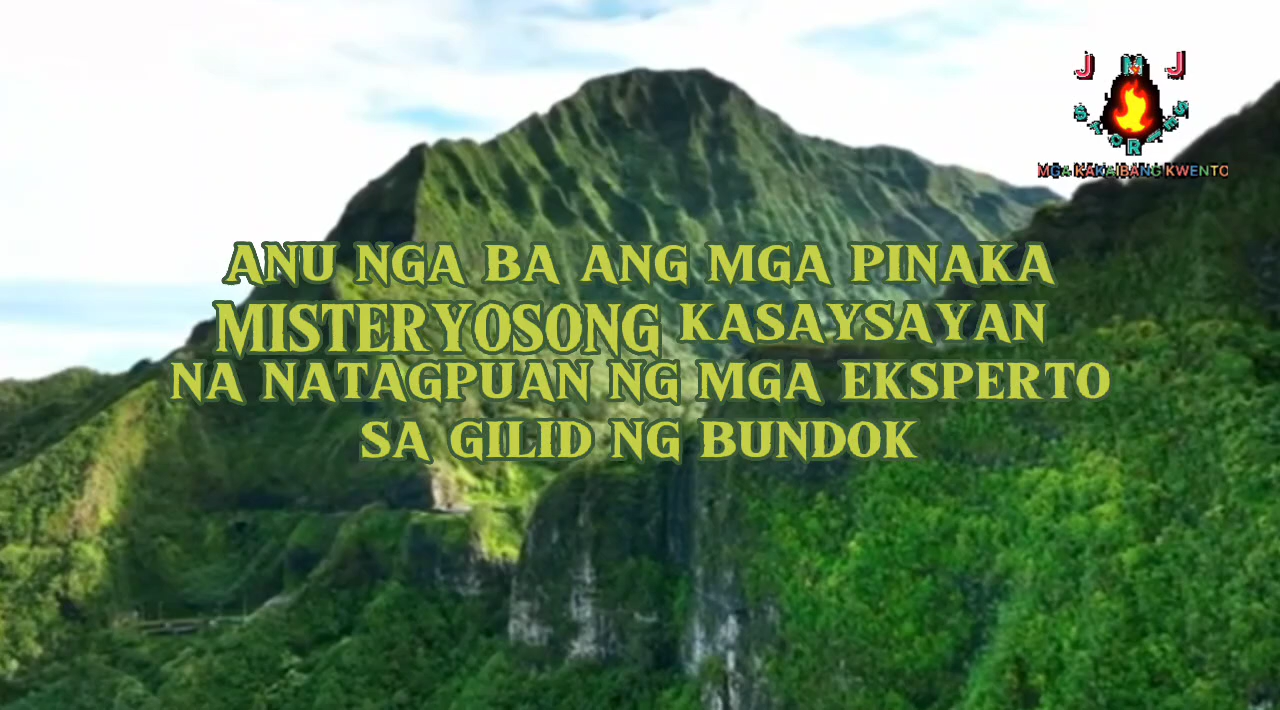 J M J
STORIES
MGA KAKAIBANG KWENTO
ANU NGA BA ANG MGA PINAKA
MISTERYOSONG KASAYSAYAN
NA NATAGPUAN NG MGA EKSPERTO
SA GILID NG BUNDOK